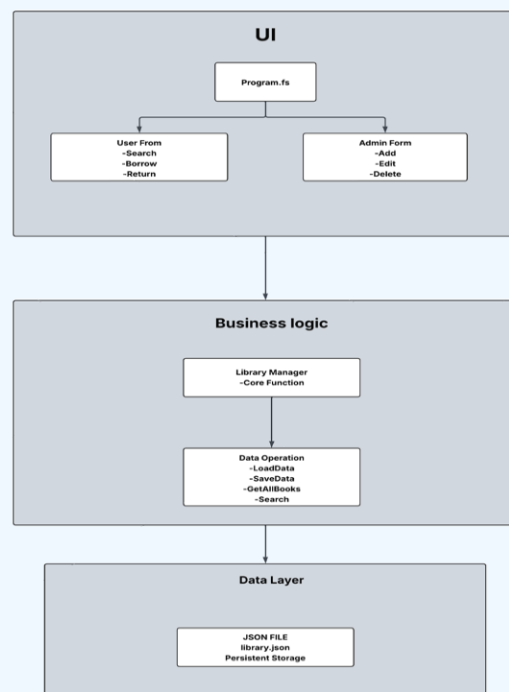 UI
Program.fs
User From
-Search
-Borrow
-Return
Admin Form
-Add
-Edit
-Delete
Business logic
Library Manager
-Core Function
Data Operation
-LoadData
-SaveData
-GetAllBooks
-Search
Data Layer
JSON FILE
library.json
Persistent Storage